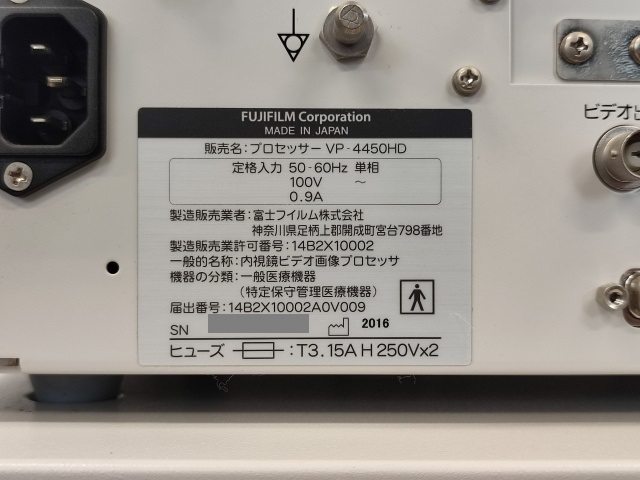 ビデオ出
FUJIFILM Corporation
MADE IN JAPAN
販売名：プロセッサー VP-4450HD
定格入力 50-60Hz 単相
100V ～
0.9A
製造販売業者：富士フイルム株式会社
神奈川県足柄上郡開成町宮台798番地
製造販売業許可番号：14B2X10002
一般的名称：内視鏡ビデオ画像プロセッサ
機器の分類：一般医療機器
（特定保守管理医療機器）
届出番号：14B2X10002A0V009
SN 2016
ヒューズ ：T3.15A H 250Vx2